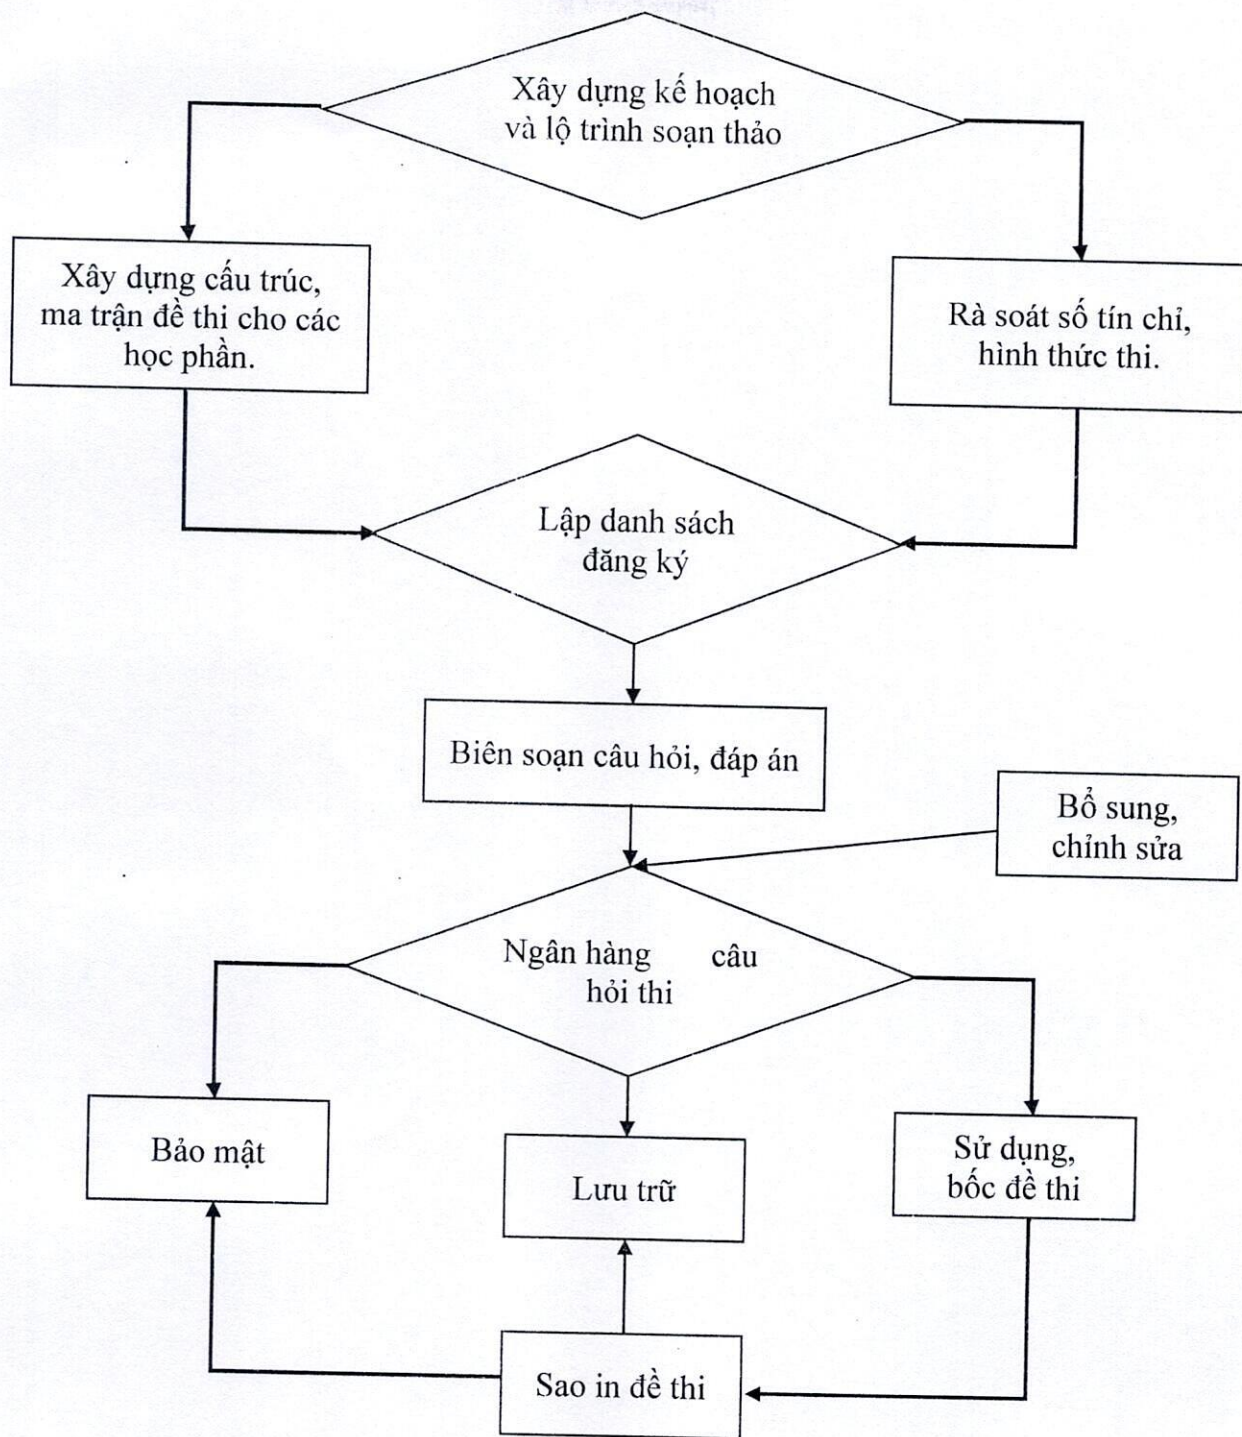 Xây dựng kế hoạch
và lộ trình soạn thảo
Xây dựng cấu trúc,
ma trận đề thi cho các
học phần.
Rà soát số tín chỉ,
hình thức thi.
Lập danh sách
đăng ký
Biên soạn câu hỏi, đáp án
Bổ sung,
chỉnh sửa
Ngân hàng câu
hỏi thi
Bảo mật
Lưu trữ
Sử dụng,
bốc đề thi
Sao in đề thi